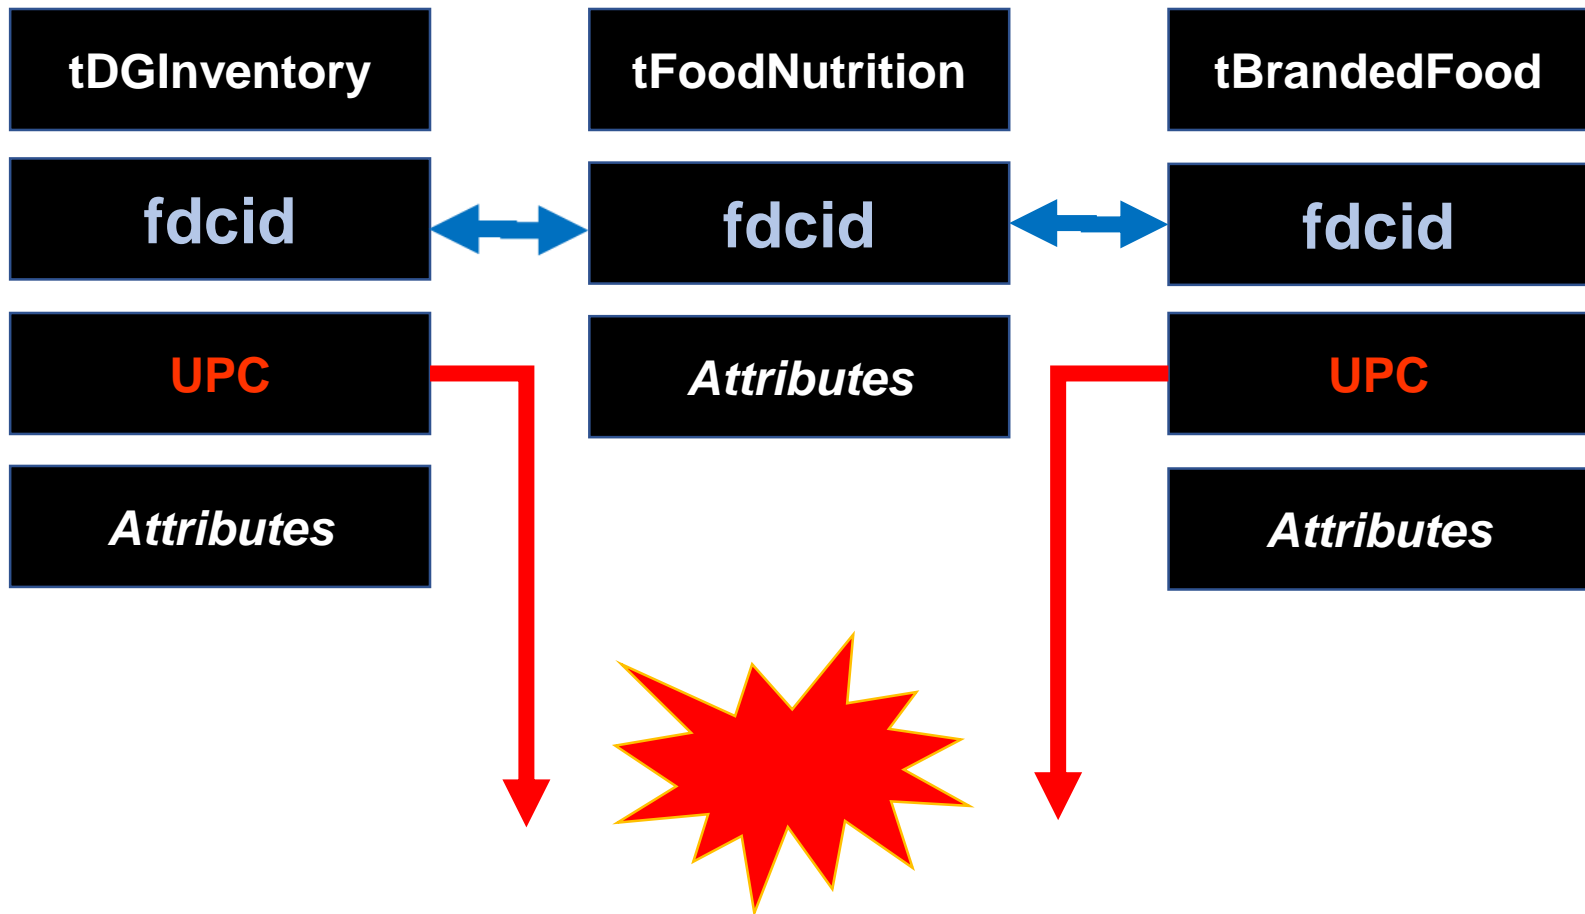 tDGInventory
tFoodNutrition
tBrandedFood
fdcid
fdcid
fdcid
UPC
Attributes
UPC
Attributes
Attributes